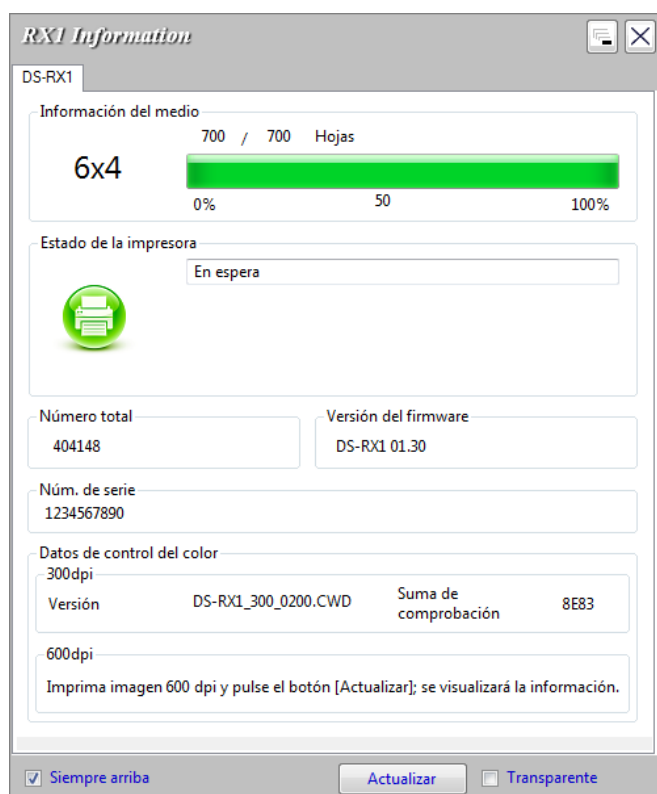 RX1 Information
DS-RX1
Información del medio
700 / 700 Hojas
6x4
0% 50 100%
Estado de la impresora
En espera
Número total
404148
Versión del firmware
DS-RX1 01.30
Núm. de serie
1234567890
Datos de control del color
300dpi
Versión DS-RX1_300_0200.CWD Suma de comprobación 8E83
600dpi
Imprima imagen 600 dpi y pulse el botón [Actualizar]; se visualizará la información.
Siempre arriba Actualizar Transparente